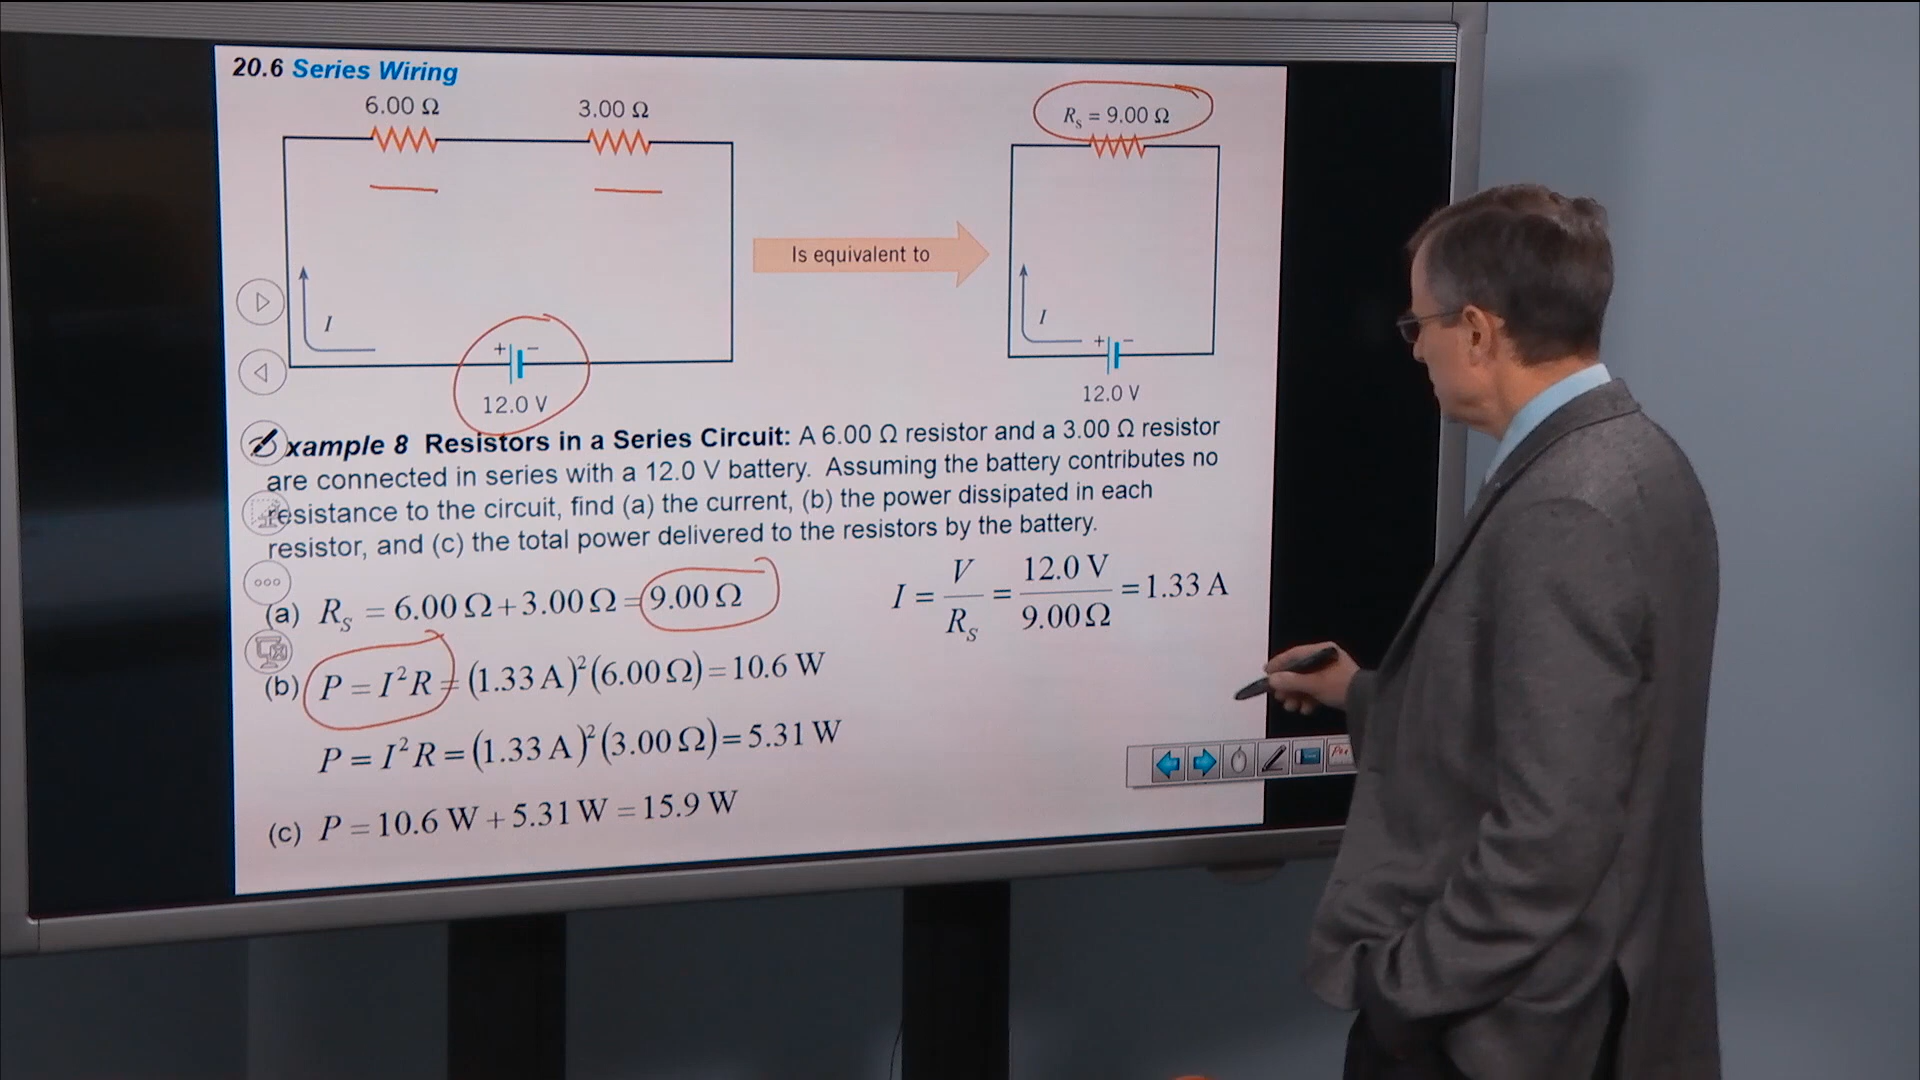 20.6 Series Wiring
6.00 Ω
3.00 Ω
R_S = 9.00 Ω
Is equivalent to
I
I
+ −
12.0 V
+ −
12.0 V
xample 8 Resistors in a Series Circuit: A 6.00 Ω resistor and a 3.00 Ω resistor
are connected in series with a 12.0 V battery. Assuming the battery contributes no
resistance to the circuit, find (a) the current, (b) the power dissipated in each
resistor, and (c) the total power delivered to the resistors by the battery.
(a) R_S = 6.00 Ω + 3.00 Ω = 9.00 Ω
I = V / R_S = 12.0 V / 9.00 Ω = 1.33 A
(b) P = I²R = (1.33 A)²(6.00 Ω) = 10.6 W
P = I²R = (1.33 A)²(3.00 Ω) = 5.31 W
(c) P = 10.6 W + 5.31 W = 15.9 W